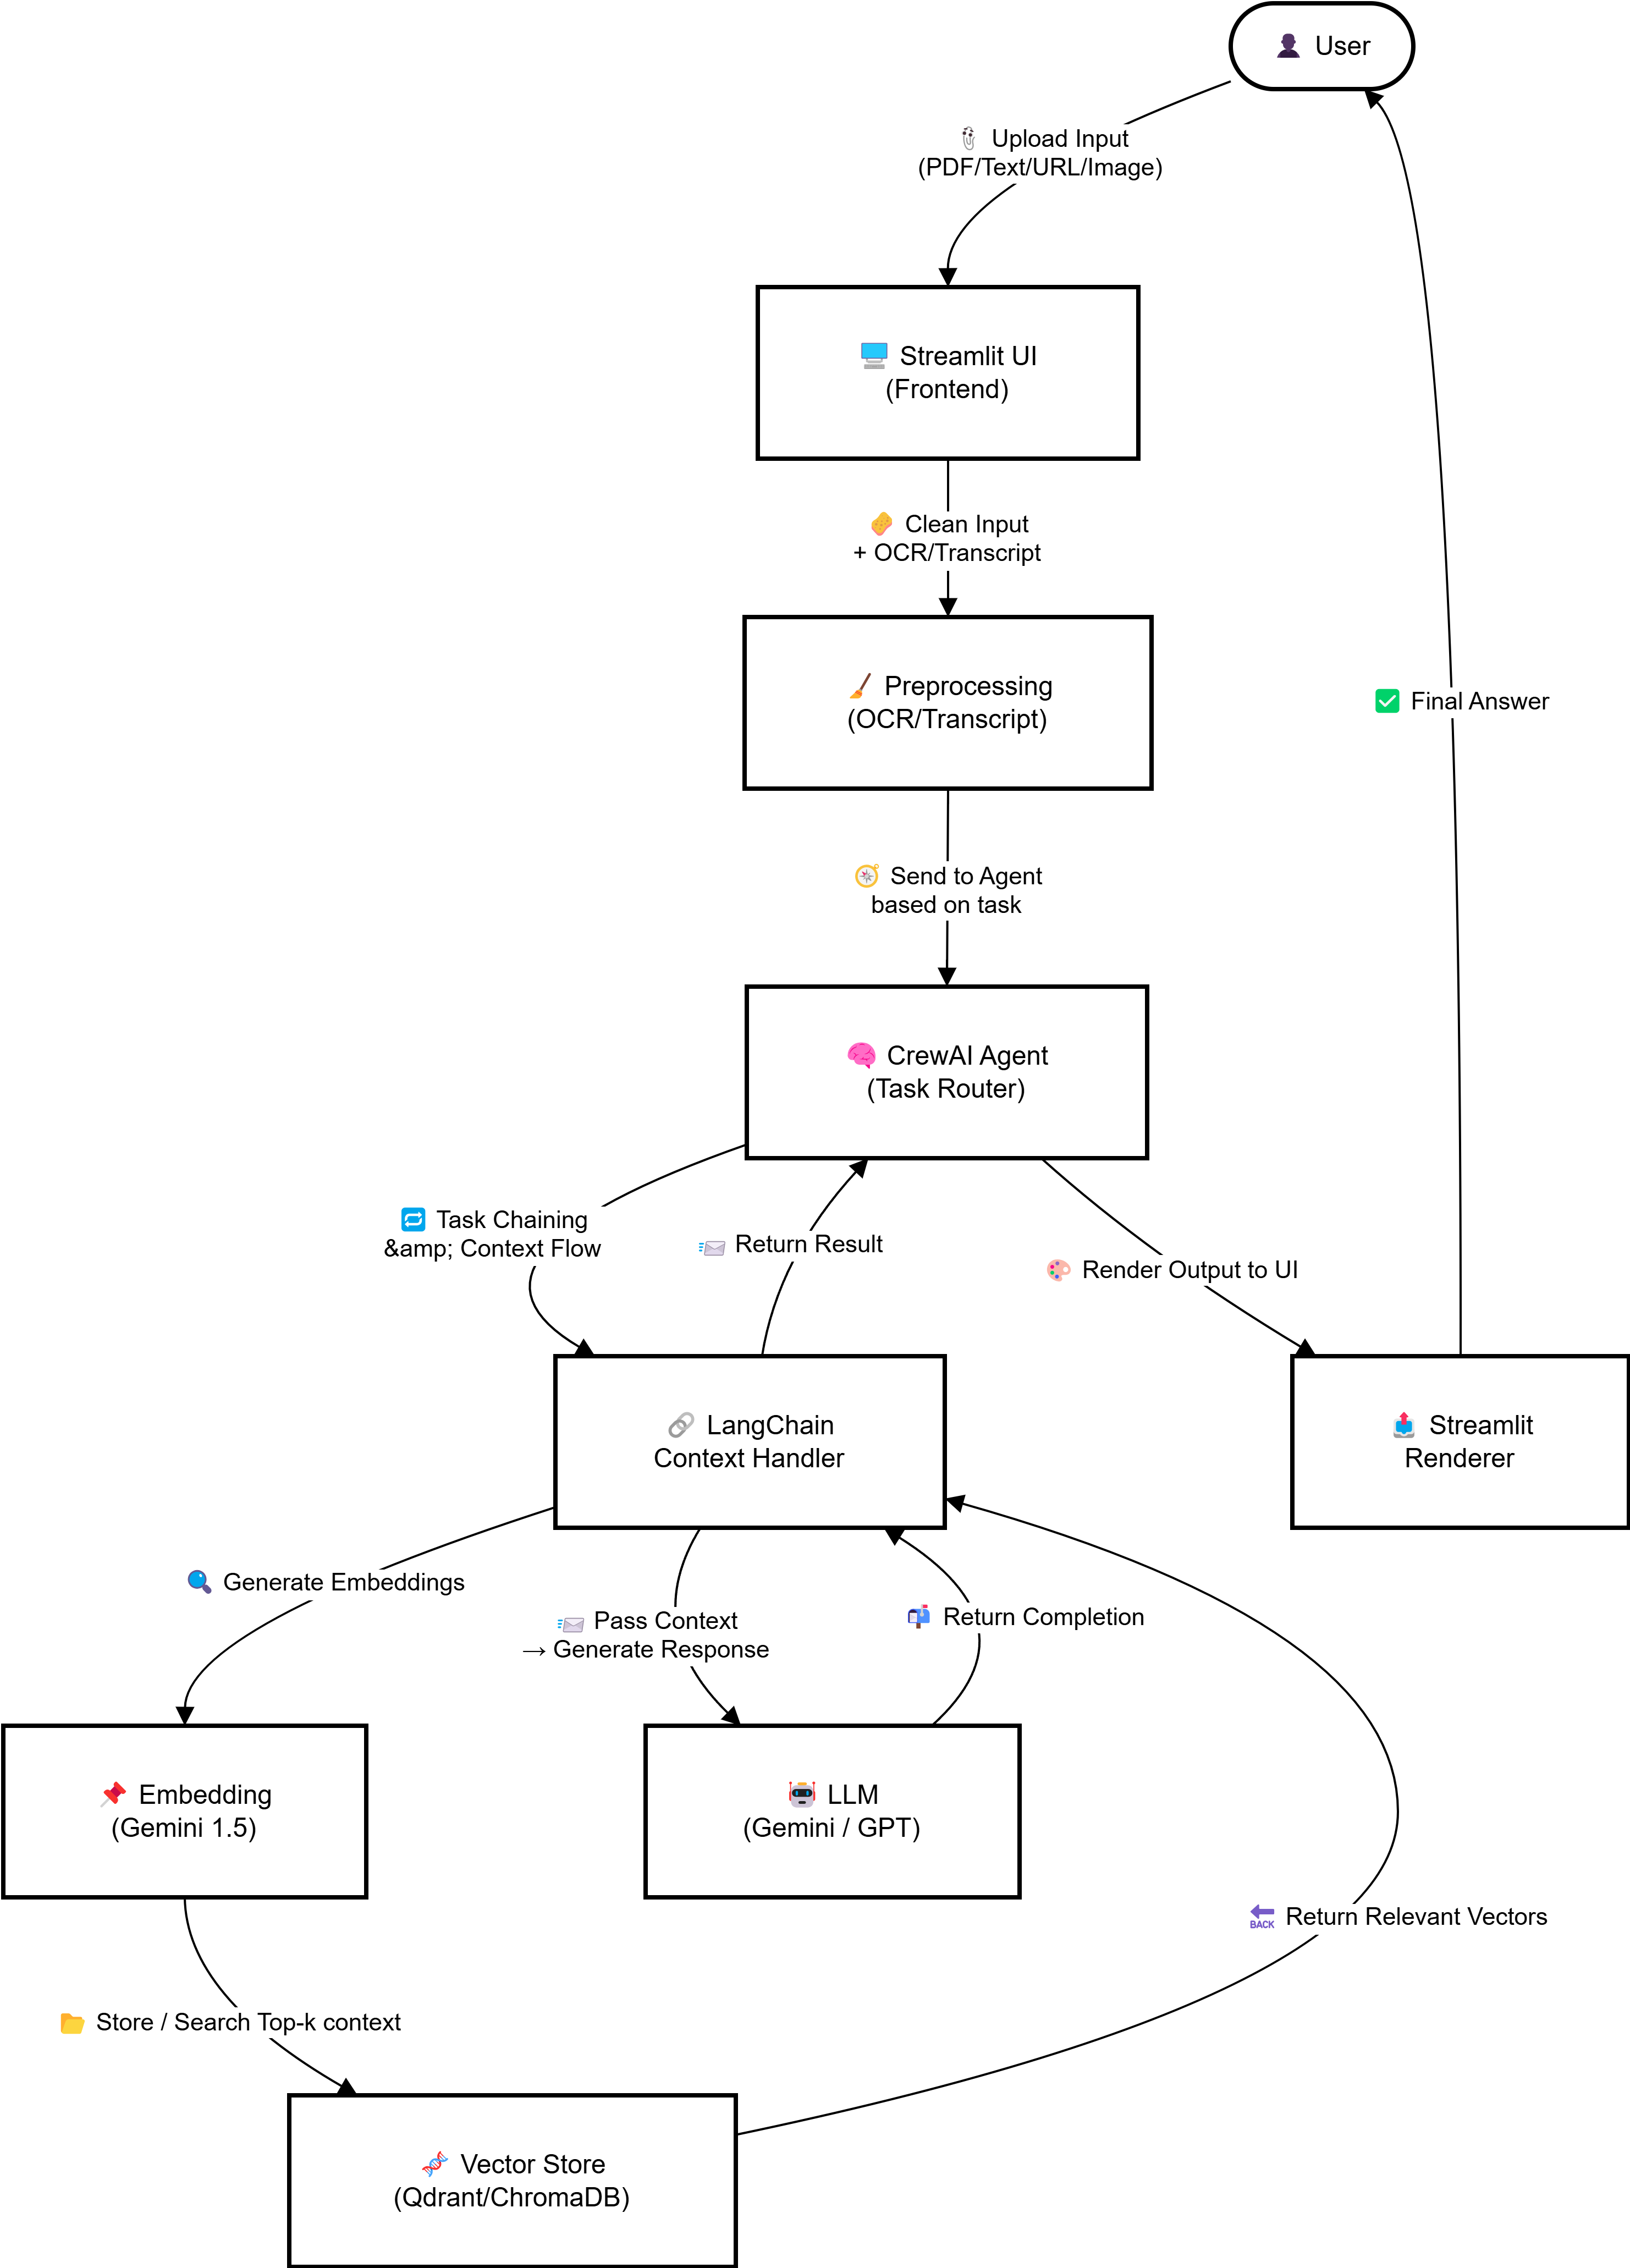 User
Upload Input
(PDF/Text/URL/Image)
Streamlit UI
(Frontend)
Clean Input
+ OCR/Transcript
Preprocessing
(OCR/Transcript)
Final Answer
Send to Agent
based on task
CrewAI Agent
(Task Router)
Task Chaining
&amp; Context Flow
Return Result
Render Output to UI
LangChain
Context Handler
Streamlit
Renderer
Generate Embeddings
Pass Context
→ Generate Response
Return Completion
Embedding
(Gemini 1.5)
LLM
(Gemini / GPT)
BACK Return Relevant Vectors
Store / Search Top-k context
Vector Store
(Qdrant/ChromaDB)